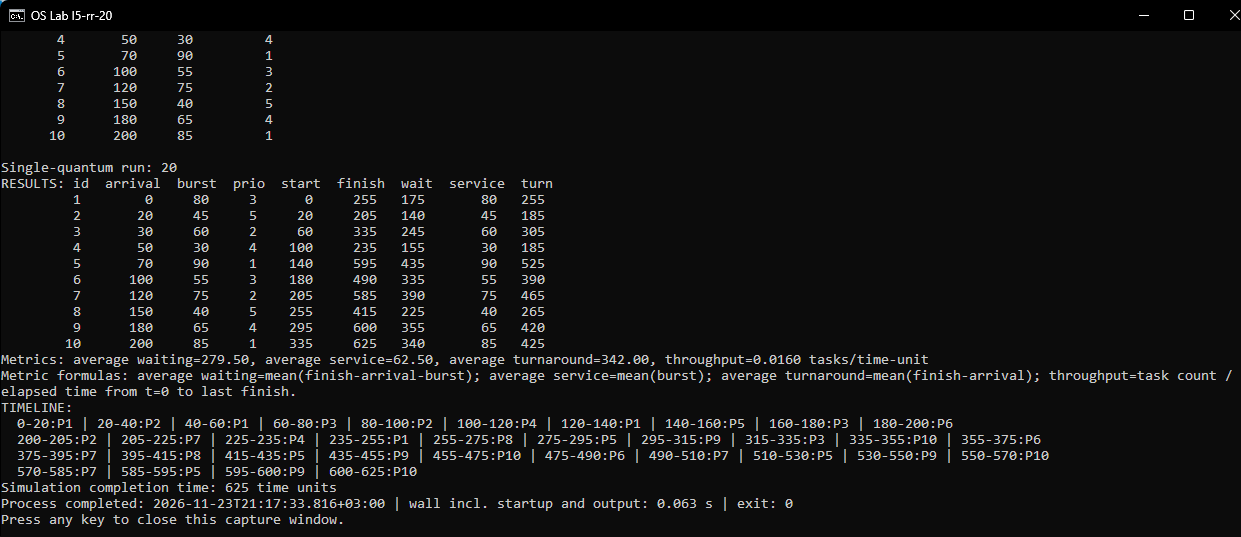 OS Lab I5-rr-20
4 50 30 4
5 70 90 1
6 100 55 3
7 120 75 2
8 150 40 5
9 180 65 4
10 200 85 1
Single-quantum run: 20
RESULTS: id arrival burst prio start finish wait service turn
1 0 80 3 0 255 175 80 255
2 20 45 5 20 205 140 45 185
3 30 60 2 60 335 245 60 305
4 50 30 4 100 235 155 30 185
5 70 90 1 140 595 435 90 525
6 100 55 3 180 490 335 55 390
7 120 75 2 205 585 390 75 465
8 150 40 5 255 415 225 40 265
9 180 65 4 295 600 355 65 420
10 200 85 1 335 625 340 85 425
Metrics: average waiting=279.50, average service=62.50, average turnaround=342.00, throughput=0.0160 tasks/time-unit
Metric formulas: average waiting=mean(finish-arrival-burst); average service=mean(burst); average turnaround=mean(finish-arrival); throughput=task count /
elapsed time from t=0 to last finish.
TIMELINE:
0-20:P1 | 20-40:P2 | 40-60:P1 | 60-80:P3 | 80-100:P2 | 100-120:P4 | 120-140:P1 | 140-160:P5 | 160-180:P3 | 180-200:P6
200-205:P2 | 205-225:P7 | 225-235:P4 | 235-255:P1 | 255-275:P8 | 275-295:P5 | 295-315:P9 | 315-335:P3 | 335-355:P10 | 355-375:P6
375-395:P7 | 395-415:P8 | 415-435:P5 | 435-455:P9 | 455-475:P10 | 475-490:P6 | 490-510:P7 | 510-530:P5 | 530-550:P9 | 550-570:P10
570-585:P7 | 585-595:P5 | 595-600:P9 | 600-625:P10
Simulation completion time: 625 time units
Process completed: 2026-11-23T21:17:33.816+03:00 | wall incl. startup and output: 0.063 s | exit: 0
Press any key to close this capture window.